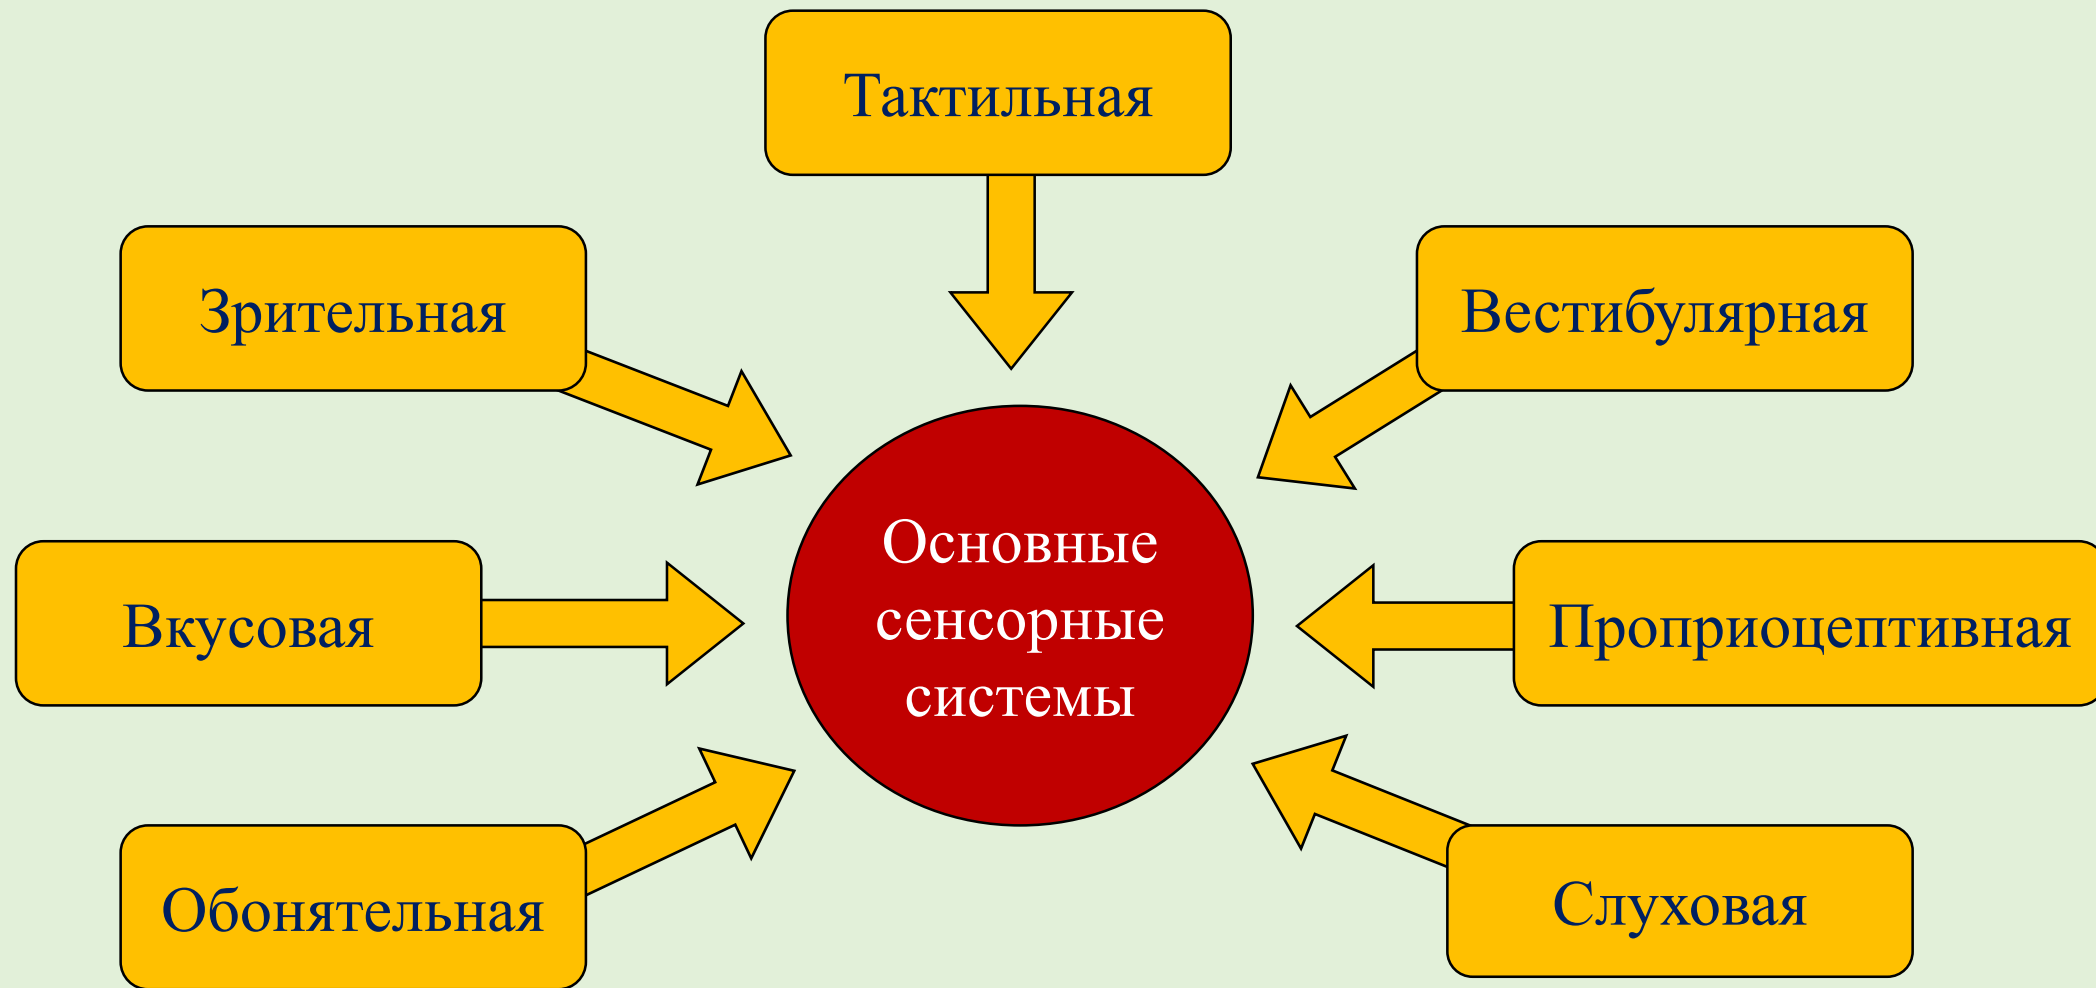 Тактильная
Зрительная
Вестибулярная
Основные
сенсорные
системы
Вкусовая
Проприоцептивная
Обонятельная
Слуховая